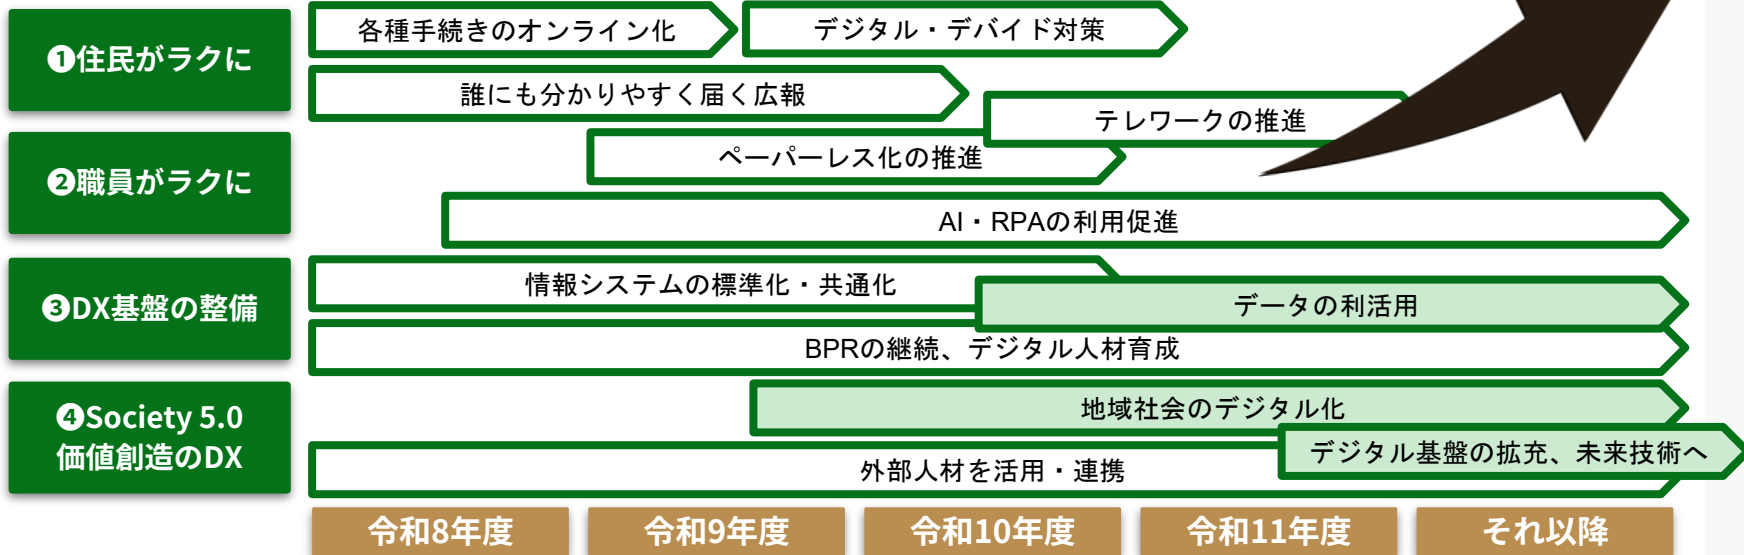 ❶住民がラクに
各種手続きのオンライン化
デジタル・デバイド対策
誰にも分かりやすく届く広報
❷職員がラクに
テレワークの推進
ペーパーレス化の推進
AI・RPAの利用促進
❸DX基盤の整備
情報システムの標準化・共通化
データの利活用
BPRの継続、デジタル人材育成
❹Society 5.0
価値創造のDX
地域社会のデジタル化
デジタル基盤の拡充、未来技術へ
外部人材を活用・連携
令和8年度
令和9年度
令和10年度
令和11年度
それ以降